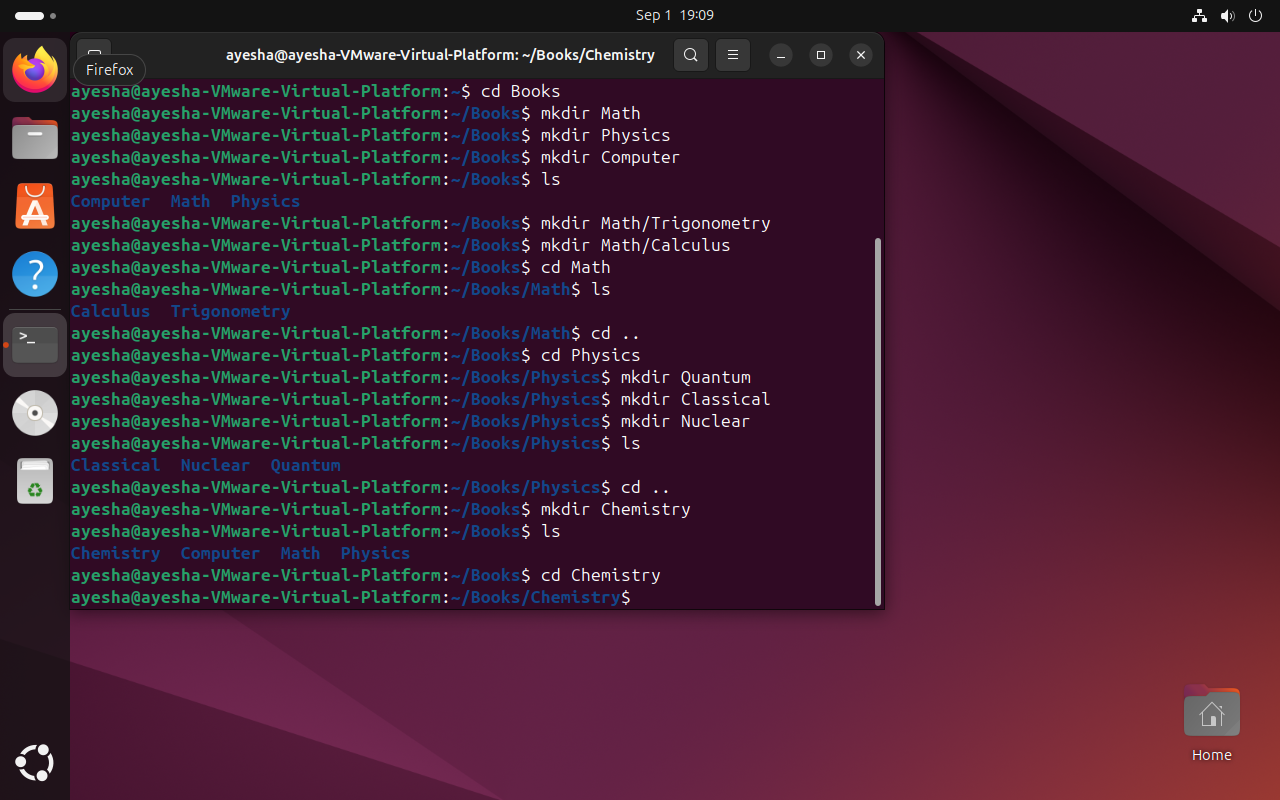 Sep 1 19:09
ayesha@ayesha-VMware-Virtual-Platform: ~/Books/Chemistry
Firefox
ayesha@ayesha-VMware-Virtual-Platform:~$ cd Books
ayesha@ayesha-VMware-Virtual-Platform:~/Books$ mkdir Math
ayesha@ayesha-VMware-Virtual-Platform:~/Books$ mkdir Physics
ayesha@ayesha-VMware-Virtual-Platform:~/Books$ mkdir Computer
ayesha@ayesha-VMware-Virtual-Platform:~/Books$ ls
Computer  Math  Physics
ayesha@ayesha-VMware-Virtual-Platform:~/Books$ mkdir Math/Trigonometry
ayesha@ayesha-VMware-Virtual-Platform:~/Books$ mkdir Math/Calculus
ayesha@ayesha-VMware-Virtual-Platform:~/Books$ cd Math
ayesha@ayesha-VMware-Virtual-Platform:~/Books/Math$ ls
Calculus  Trigonometry
ayesha@ayesha-VMware-Virtual-Platform:~/Books/Math$ cd ..
ayesha@ayesha-VMware-Virtual-Platform:~/Books$ cd Physics
ayesha@ayesha-VMware-Virtual-Platform:~/Books/Physics$ mkdir Quantum
ayesha@ayesha-VMware-Virtual-Platform:~/Books/Physics$ mkdir Classical
ayesha@ayesha-VMware-Virtual-Platform:~/Books/Physics$ mkdir Nuclear
ayesha@ayesha-VMware-Virtual-Platform:~/Books/Physics$ ls
Classical  Nuclear  Quantum
ayesha@ayesha-VMware-Virtual-Platform:~/Books/Physics$ cd ..
ayesha@ayesha-VMware-Virtual-Platform:~/Books$ mkdir Chemistry
ayesha@ayesha-VMware-Virtual-Platform:~/Books$ ls
Chemistry  Computer  Math  Physics
ayesha@ayesha-VMware-Virtual-Platform:~/Books$ cd Chemistry
ayesha@ayesha-VMware-Virtual-Platform:~/Books/Chemistry$
Home